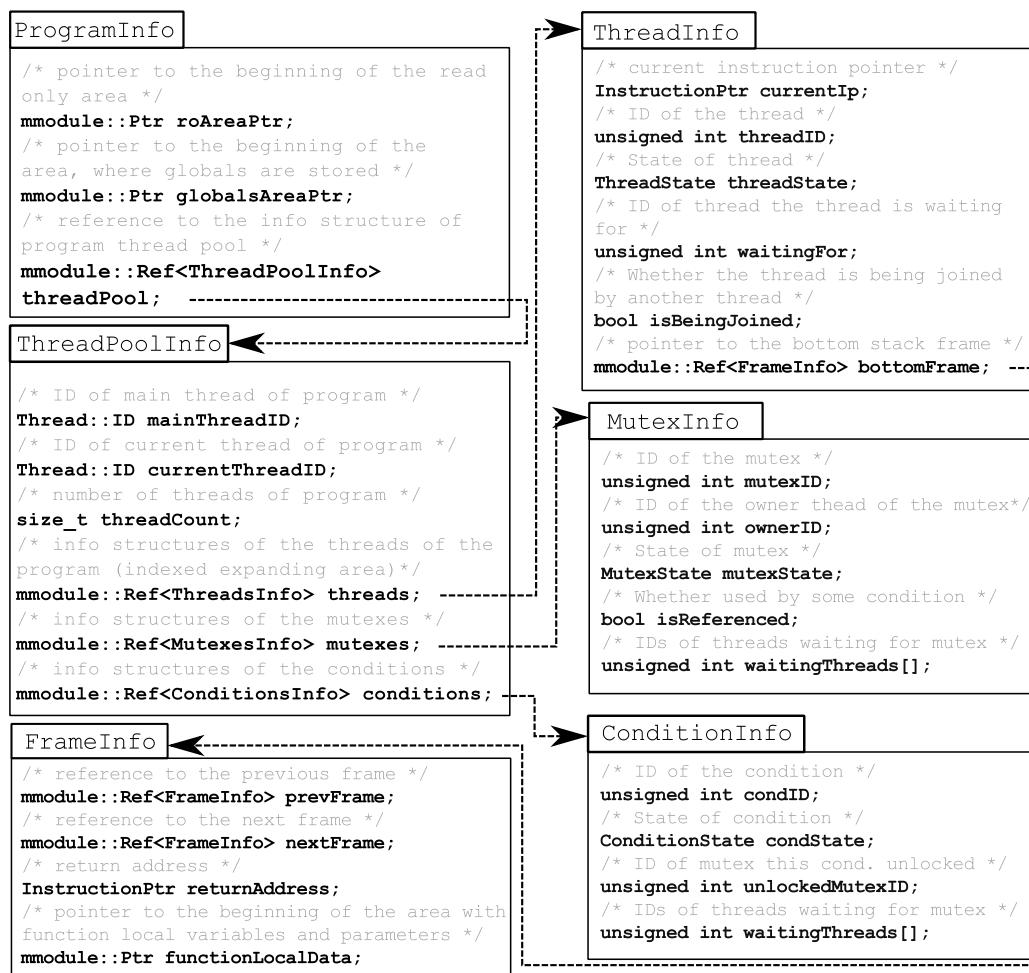 ProgramInfo
/* pointer to the beginning of the read
only area */
mmodule::Ptr roAreaPtr;
/* pointer to the beginning of the
area, where globals are stored */
mmodule::Ptr globalsAreaPtr;
/* reference to the info structure of
program thread pool */
mmodule::Ref<ThreadPoolInfo>
threadPool;
ThreadPoolInfo
/* ID of main thread of program */
Thread::ID mainThreadID;
/* ID of current thread of program */
Thread::ID currentThreadID;
/* number of threads of program */
size_t threadCount;
/* info structures of the threads of the
program (indexed expanding area)*/
mmodule::Ref<ThreadsInfo> threads;
/* info structures of the mutexes */
mmodule::Ref<MutexesInfo> mutexes;
/* info structures of the conditions */
mmodule::Ref<ConditionsInfo> conditions;
FrameInfo
/* reference to the previous frame */
mmodule::Ref<FrameInfo> prevFrame;
/* reference to the next frame */
mmodule::Ref<FrameInfo> nextFrame;
/* return address */
InstructionPtr returnAddress;
/* pointer to the beginning of the area with
function local variables and parameters */
mmodule::Ptr functionLocalData;
ThreadInfo
/* current instruction pointer */
InstructionPtr currentIp;
/* ID of the thread */
unsigned int threadID;
/* State of thread */
ThreadState threadState;
/* ID of thread the thread is waiting
for */
unsigned int waitingFor;
/* Whether the thread is being joined
by another thread */
bool isBeingJoined;
/* pointer to the bottom stack frame */
mmodule::Ref<FrameInfo> bottomFrame;
MutexInfo
/* ID of the mutex */
unsigned int mutexID;
/* ID of the owner thead of the mutex*/
unsigned int ownerID;
/* State of mutex */
MutexState mutexState;
/* Whether used by some condition */
bool isReferenced;
/* IDs of threads waiting for mutex */
unsigned int waitingThreads[];
ConditionInfo
/* ID of the condition */
unsigned int condID;
/* State of condition */
ConditionState condState;
/* ID of mutex this cond. unlocked */
unsigned int unlockedMutexID;
/* IDs of threads waiting for mutex */
unsigned int waitingThreads[];